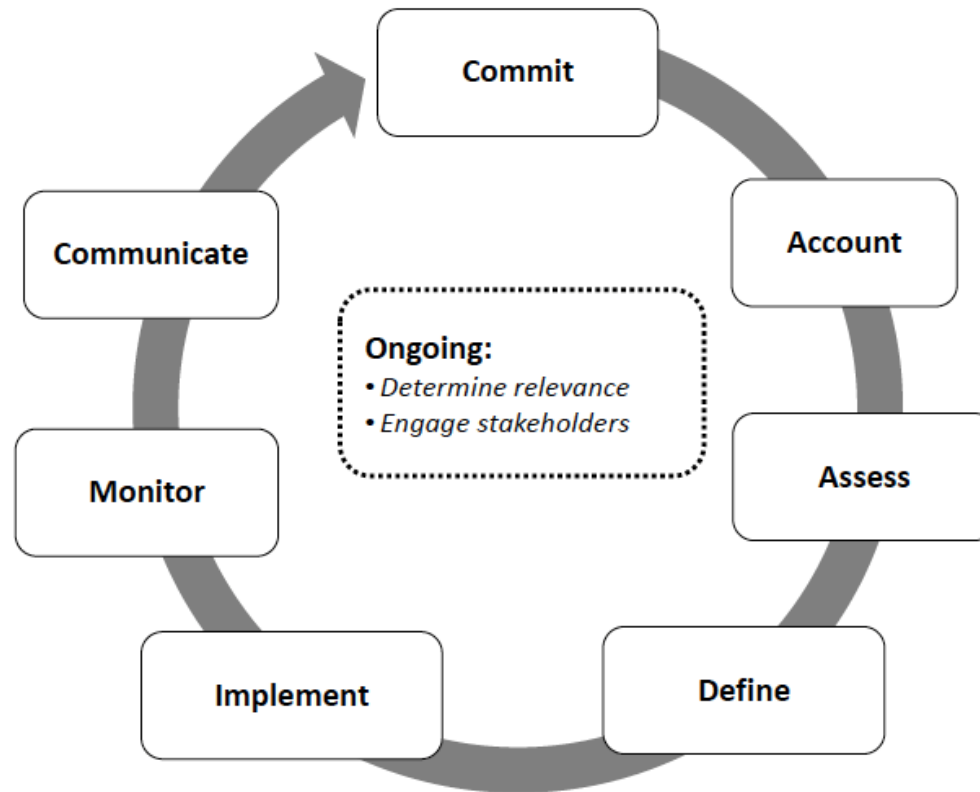 Commit
Account
Communicate
Ongoing:
• Determine relevance
• Engage stakeholders
Assess
Monitor
Define
Implement